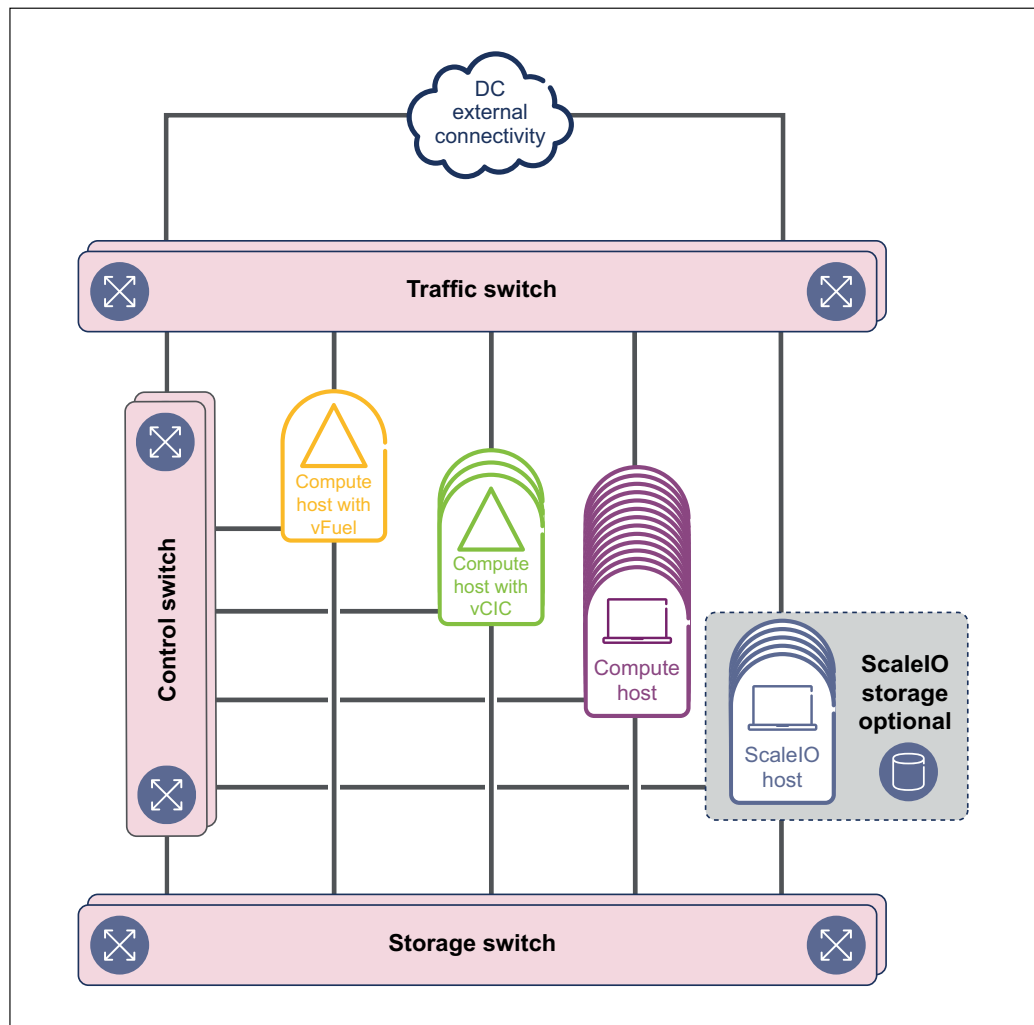 DC
external
connectivity
Traffic switch
Compute
host with
vFuel
Control switch
Compute
host with
vCIC
Compute
host
ScaleIO
storage
optional
ScaleIO
host
Storage switch